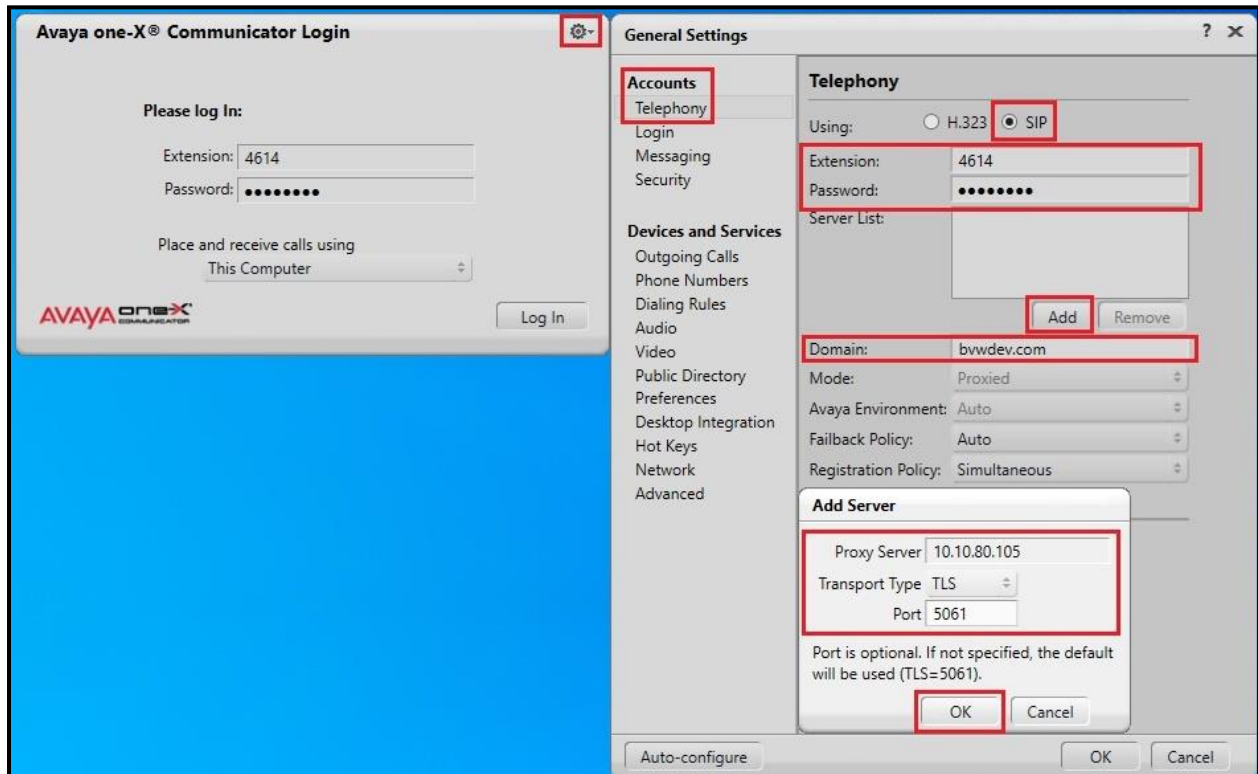 Avaya one-X® Communicator Login
Please log In:
Extension: 4614
Password: ●●●●●●●●
Place and receive calls using
This Computer
AVAYA one-X®
COMMUNICATOR
Log In
General Settings
? ×
Accounts
Telephony
Login
Messaging
Security
Devices and Services
Outgoing Calls
Phone Numbers
Dialing Rules
Audio
Video
Public Directory
Preferences
Desktop Integration
Hot Keys
Network
Advanced
Telephony
Using: H.323 SIP
Extension: 4614
Password: ●●●●●●●●
Server List:
Add Remove
Domain: bvwdev.com
Mode: Proxied
Avaya Environment: Auto
Failback Policy: Auto
Registration Policy: Simultaneous
Add Server
Proxy Server 10.10.80.105
Transport Type TLS
Port 5061
Port is optional. If not specified, the default
will be used (TLS=5061).
OK Cancel
Auto-configure OK Cancel